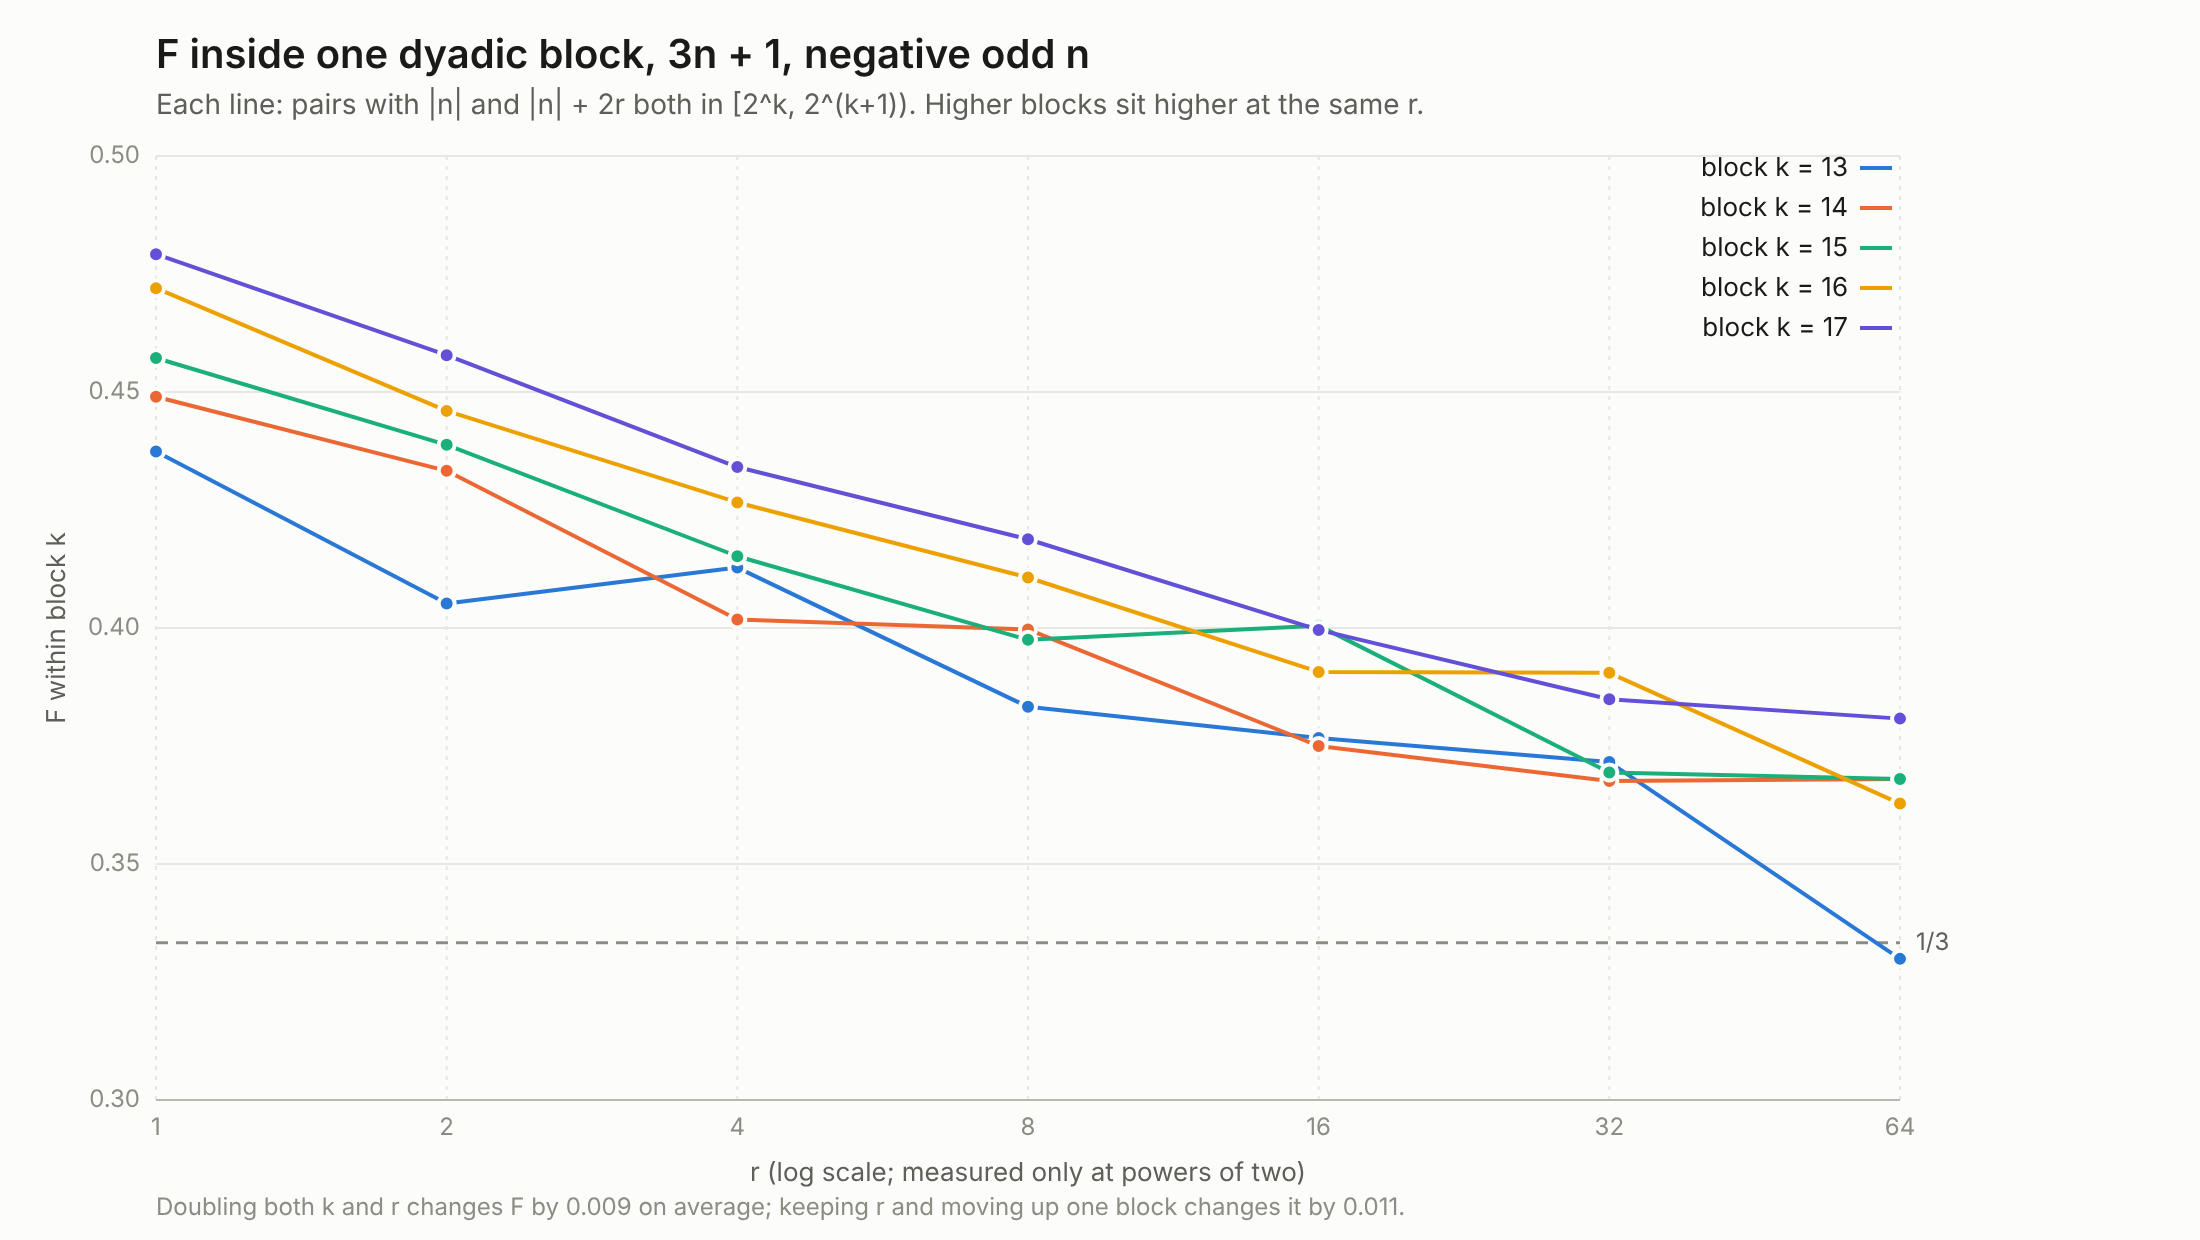 F inside one dyadic block, 3n + 1, negative odd n
Each line: pairs with |n| and |n| + 2r both in [2^k, 2^(k+1)). Higher blocks sit higher at the same r.
block k = 13
block k = 14
block k = 15
block k = 16
block k = 17
0.50
0.45
0.40
0.35
0.30
F within block k
1/3
1 2 4 8 16 32 64
r (log scale; measured only at powers of two)
Doubling both k and r changes F by 0.009 on average; keeping r and moving up one block changes it by 0.011.